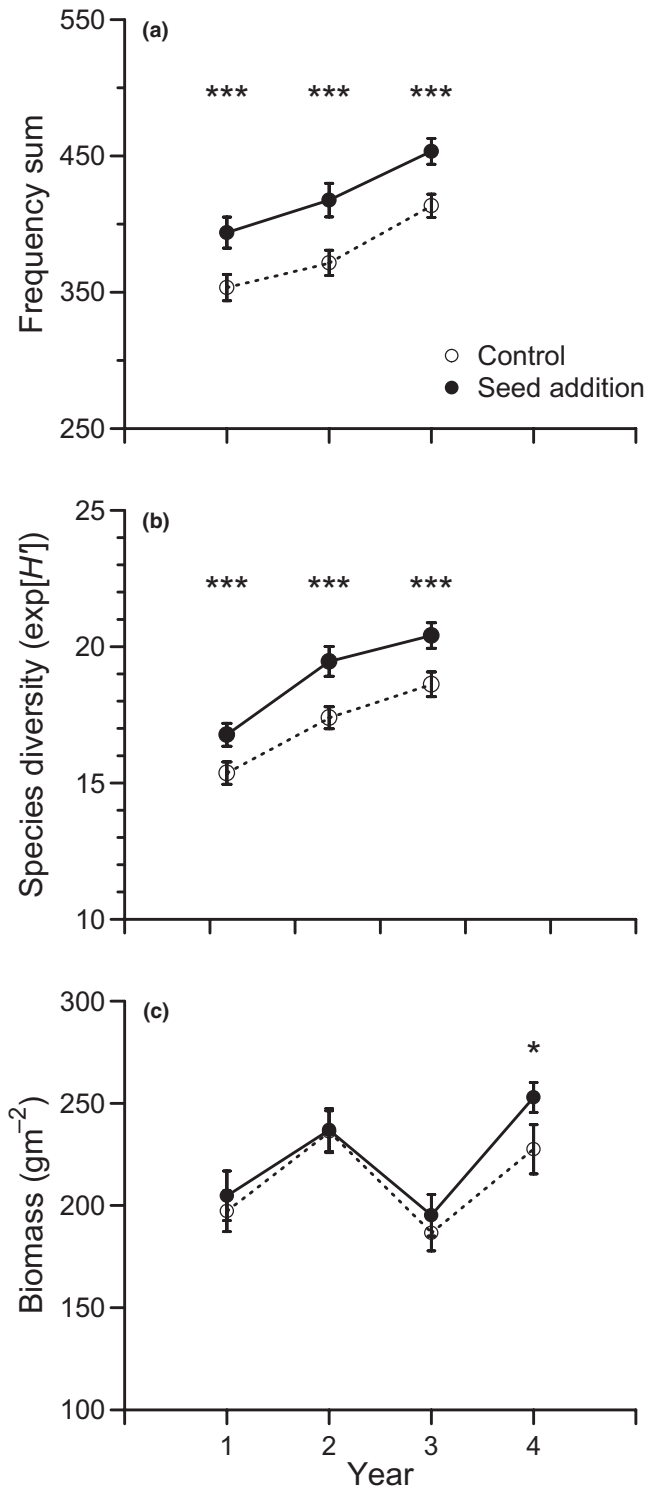 (a)
550
450
350
250
Frequency sum
*** *** ***
Control
Seed addition
(b)
25
20
15
10
Species diversity (exp[H'])
*** *** ***
(c)
300
250
200
150
100
Biomass (gm⁻²)
*
1 2 3 4
Year